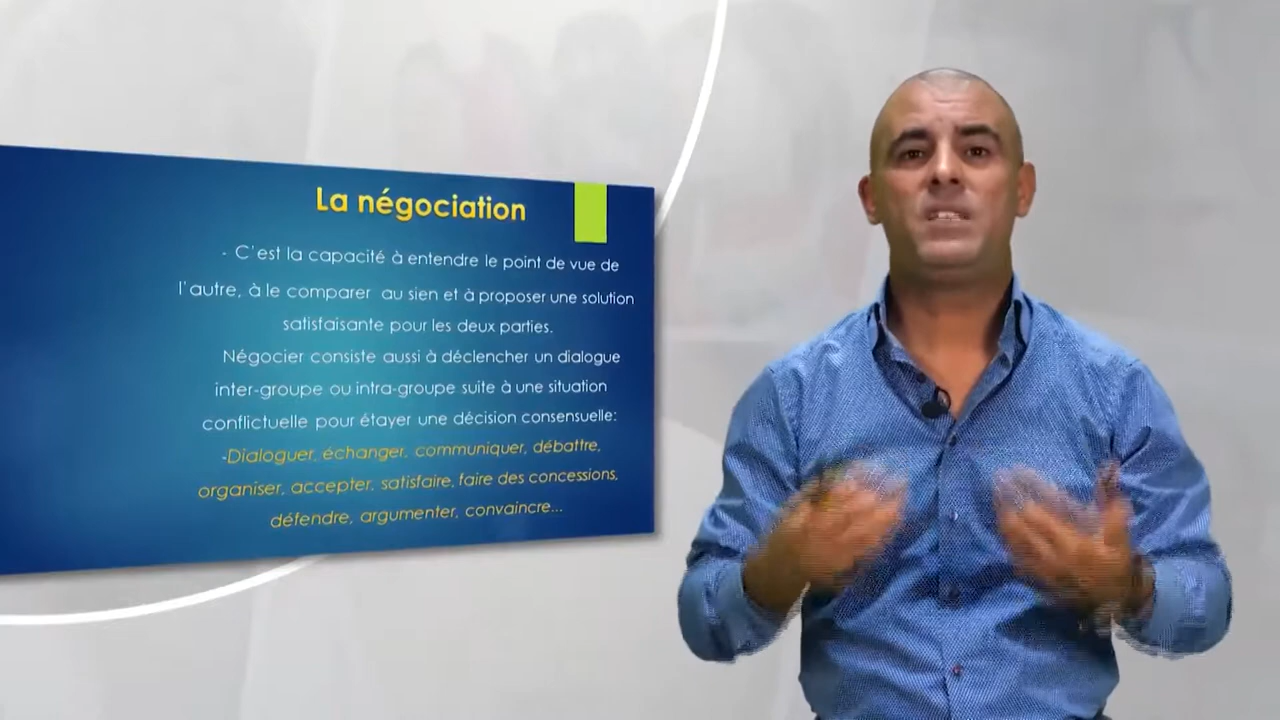 La négociation
- C'est la capacité à entendre le point de vue de
l'autre, à le comparer au sien et à proposer une solution
satisfaisante pour les deux parties.
Négocier consiste aussi à déclencher un dialogue
inter-groupe ou intra-groupe suite à une situation
conflictuelle pour étayer une décision consensuelle:
-Dialoguer, échanger, communiquer, débattre,
organiser, accepter, satisfaire, faire des concessions,
défendre, argumenter, convaincre...